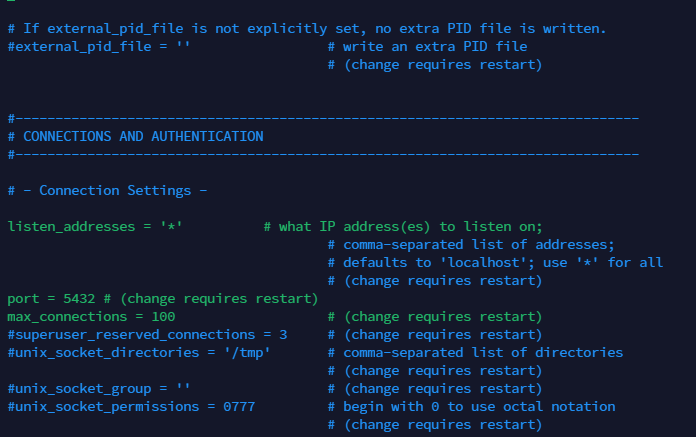 # If external_pid_file is not explicitly set, no extra PID file is written.
#external_pid_file = '' # write an extra PID file
# (change requires restart)
#------------------------------------------------------------------------------
# CONNECTIONS AND AUTHENTICATION
#------------------------------------------------------------------------------
# - Connection Settings -
listen_addresses = '*' # what IP address(es) to listen on;
# comma-separated list of addresses;
# defaults to 'localhost'; use '*' for all
# (change requires restart)
port = 5432 # (change requires restart)
max_connections = 100 # (change requires restart)
#superuser_reserved_connections = 3 # (change requires restart)
#unix_socket_directories = '/tmp' # comma-separated list of directories
# (change requires restart)
#unix_socket_group = '' # (change requires restart)
#unix_socket_permissions = 0777 # begin with 0 to use octal notation
# (change requires restart)